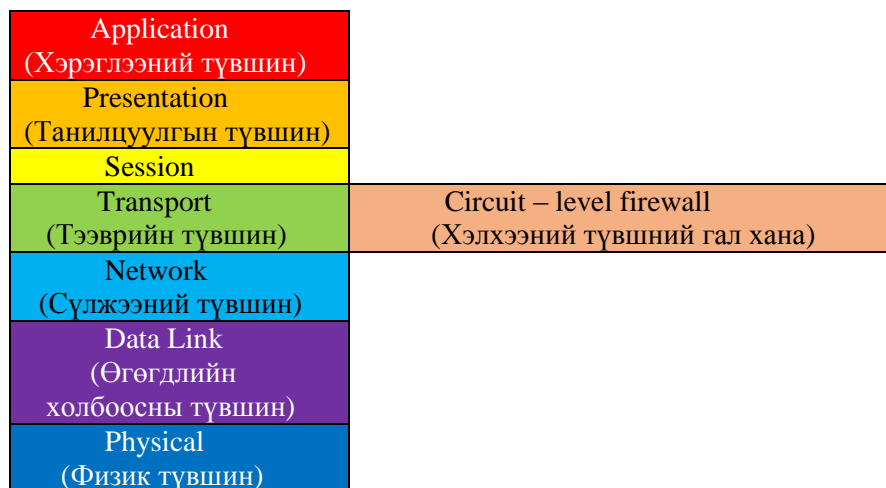 Application
(Хэрэглээний түвшин)
Presentation
(Танилцуулгын түвшин)
Session
Transport
(Тээврийн түвшин)
Circuit – level firewall
(Хэлхээний түвшний гал хана)
Network
(Сүлжээний түвшин)
Data Link
(Өгөгдлийн
холбоосны түвшин)
Physical
(Физик түвшин)